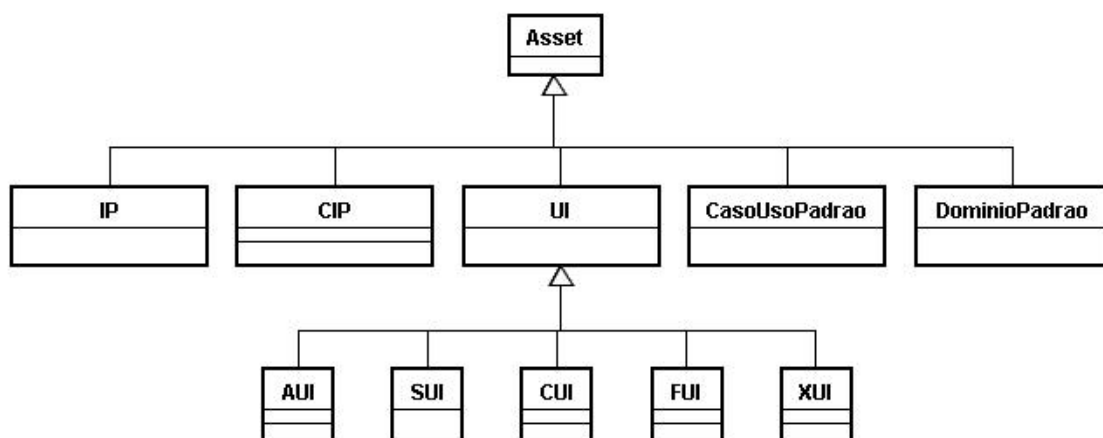 Asset
IP CIP UI CasoUsoPadrao DominioPadrao
AUI SUI CUI FUI XUI